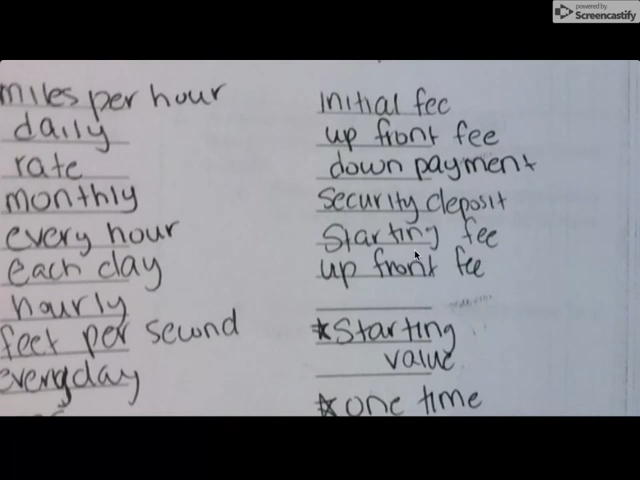 powered by
Screencastify
miles per hour
daily
rate
monthly
every hour
each day
hourly
feet per second
everyday
initial fee
up front fee
down payment
security deposit
Starting fee
up front fee
*Starting
value
*one time